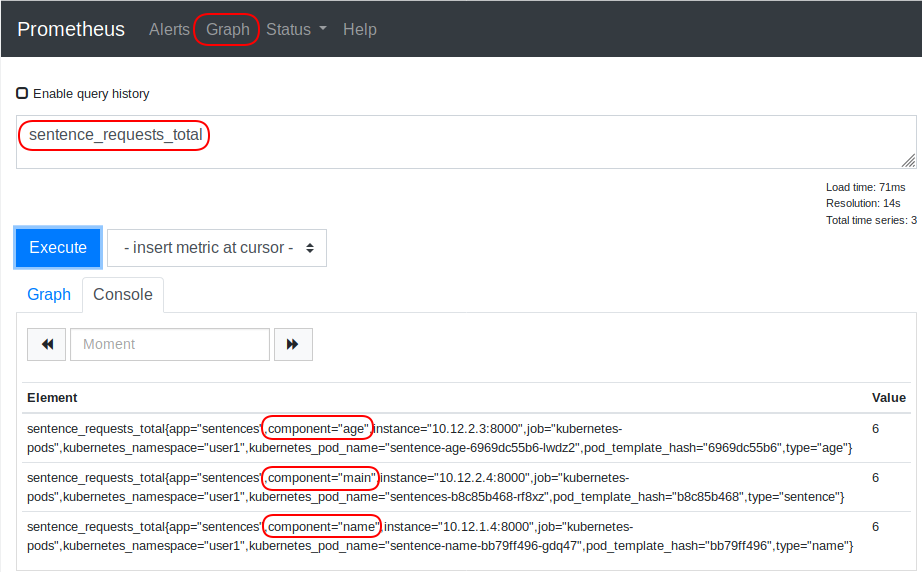 Prometheus Alerts Graph Status Help
Enable query history
sentence_requests_total
Load time: 71ms
Resolution: 14s
Total time series: 3
Execute - insert metric at cursor -
Graph Console
Moment
Element Value
sentence_requests_total{app="sentences",component="age",instance="10.12.2.3:8000",job="kubernetes- 6
pods",kubernetes_namespace="user1",kubernetes_pod_name="sentence-age-6969dc55b6-lwdz2",pod_template_hash="6969dc55b6",type="age"}
sentence_requests_total{app="sentences",component="main",instance="10.12.2.4:8000",job="kubernetes- 6
pods",kubernetes_namespace="user1",kubernetes_pod_name="sentences-b8c85b468-rf8xz",pod_template_hash="b8c85b468",type="sentence"}
sentence_requests_total{app="sentences",component="name",instance="10.12.1.4:8000",job="kubernetes- 6
pods",kubernetes_namespace="user1",kubernetes_pod_name="sentence-name-bb79ff496-gdq47",pod_template_hash="bb79ff496",type="name"}